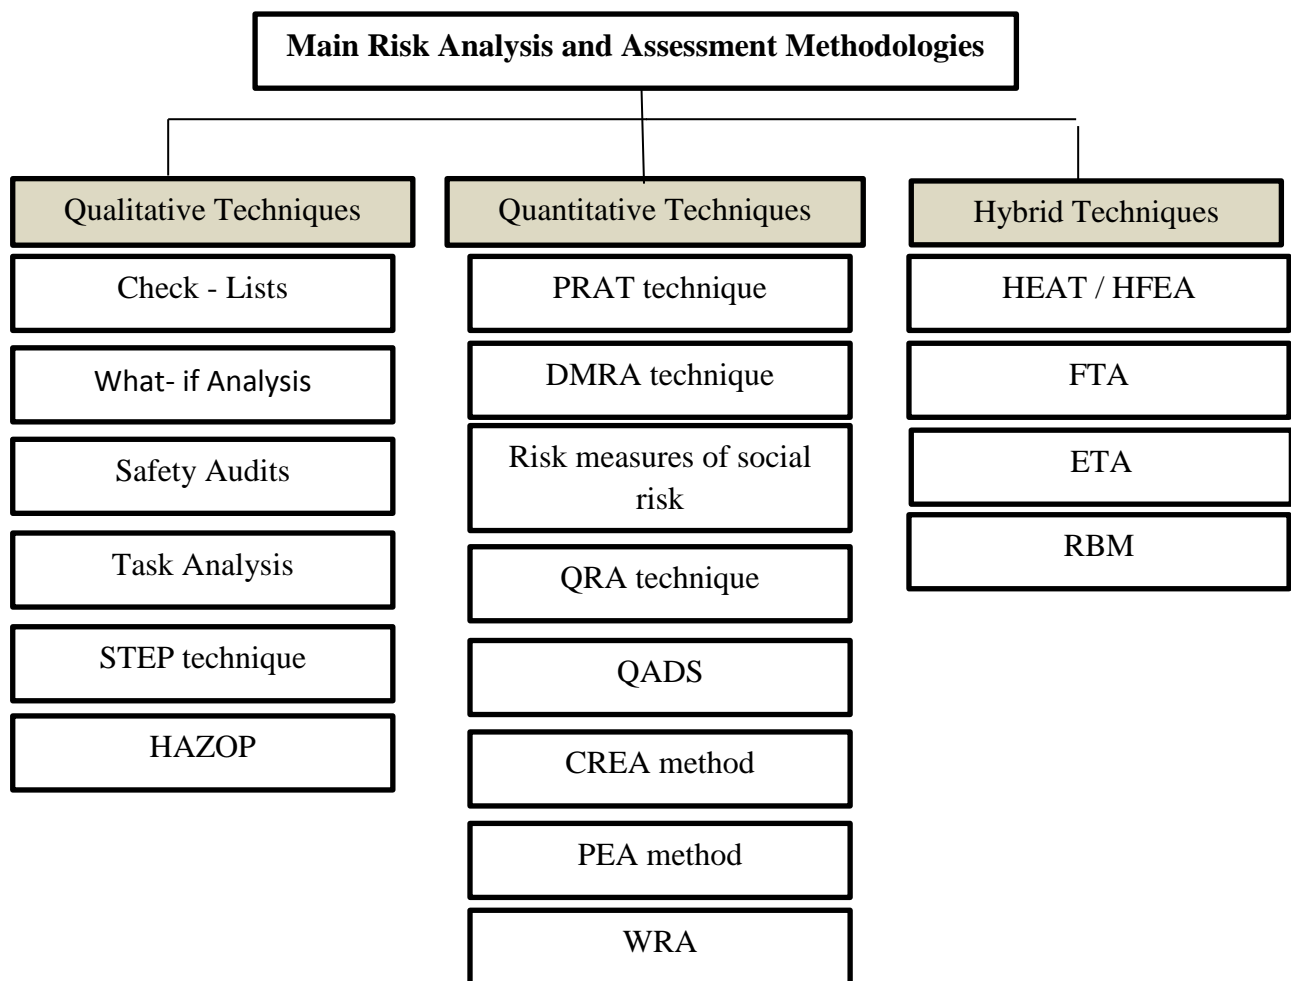 Main Risk Analysis and Assessment Methodologies
Qualitative Techniques
Check - Lists
What- if Analysis
Safety Audits
Task Analysis
STEP technique
HAZOP
Quantitative Techniques
PRAT technique
DMRA technique
Risk measures of social
risk
QRA technique
QADS
CREA method
PEA method
WRA
Hybrid Techniques
HEAT / HFEA
FTA
ETA
RBM